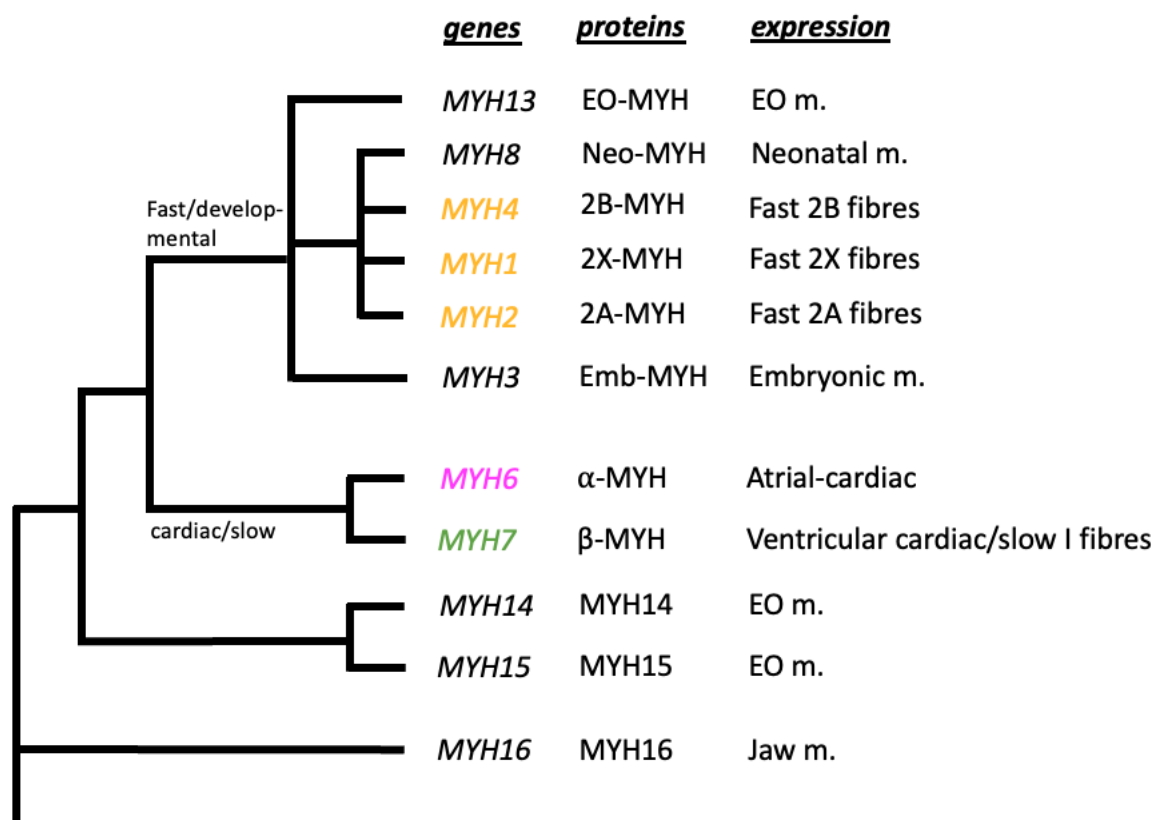 genes proteins expression
MYH13 EO-MYH EO m.
MYH8 Neo-MYH Neonatal m.
Fast/develop-
mental
MYH4 2B-MYH Fast 2B fibres
MYH1 2X-MYH Fast 2X fibres
MYH2 2A-MYH Fast 2A fibres
MYH3 Emb-MYH Embryonic m.
MYH6 α-MYH Atrial-cardiac
cardiac/slow
MYH7 β-MYH Ventricular cardiac/slow I fibres
MYH14 MYH14 EO m.
MYH15 MYH15 EO m.
MYH16 MYH16 Jaw m.